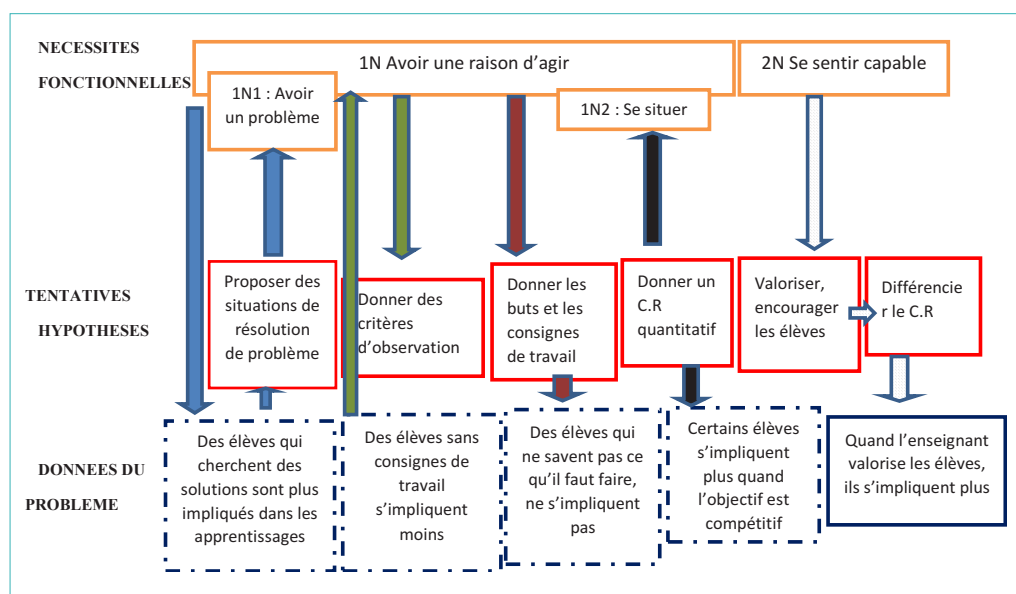 NECESSITES
FONCTIONNELLES
1N Avoir une raison d'agir
2N Se sentir capable
1N1 : Avoir
un problème
1N2 : Se situer
TENTATIVES
HYPOTHESES
Proposer des
situations de
résolution
de problème
Donner des
critères
d'observation
Donner les
buts et les
consignes
de travail
Donner un
C.R
quantitatif
Valoriser,
encourager
les élèves
Différencie
r le C.R
DONNEES DU
PROBLEME
Des élèves qui
cherchent des
solutions sont plus
impliqués dans les
apprentissages
Des élèves sans
consignes de
travail
s'impliquent
moins
Des élèves qui
ne savent pas ce
qu'il faut faire,
ne s'impliquent
pas
Certains élèves
s'impliquent
plus quand
l'objectif est
compétitif
Quand l'enseignant
valorise les élèves,
ils s'impliquent plus